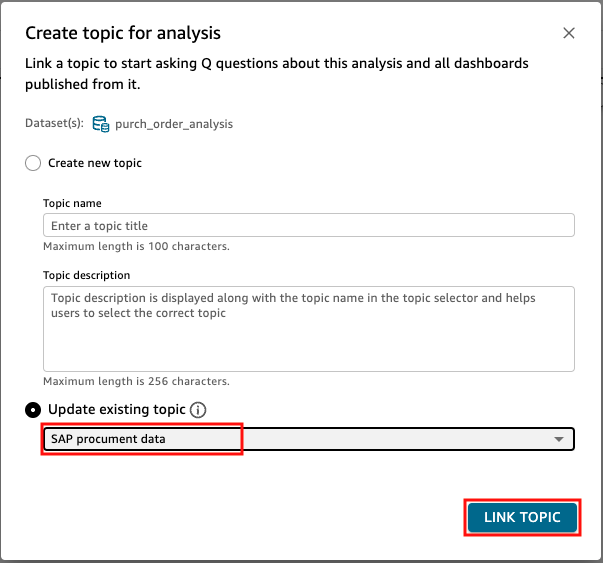 Create topic for analysis
Link a topic to start asking Q questions about this analysis and all dashboards
published from it.
Dataset(s): purch_order_analysis
Create new topic
Topic name
Enter a topic title
Maximum length is 100 characters.
Topic description
Topic description is displayed along with the topic name in the topic selector and helps
users to select the correct topic
Maximum length is 256 characters.
Update existing topic
SAP procument data
LINK TOPIC